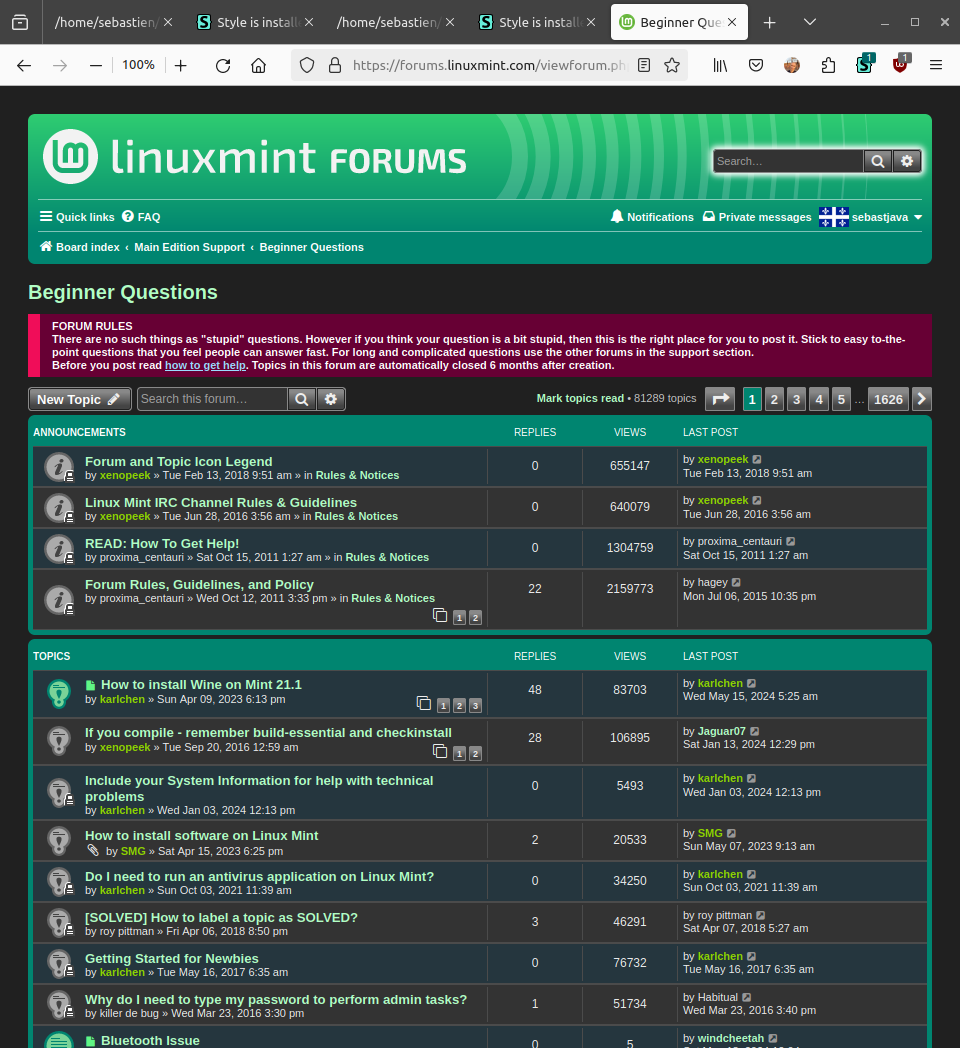 /home/sebastien/
Style is install
/home/sebastien/
Style is install
Beginner Ques
100%
https://forums.linuxmint.com/viewforum.ph
1
1
linuxmint FORUMS
Search…
Quick links
FAQ
Notifications
Private messages
sebastjava
Board index ‹ Main Edition Support ‹ Beginner Questions
Beginner Questions
FORUM RULES
There are no such things as "stupid" questions. However if you think your question is a bit stupid, then this is the right place for you to post it. Stick to easy to-the-
point questions that you feel people can answer fast. For long and complicated questions use the other forums in the support section.
Before you post read how to get help. Topics in this forum are automatically closed 6 months after creation.
New Topic
Search this forum…
Mark topics read • 81289 topics
1 2 3 4 5 … 1626
ANNOUNCEMENTS REPLIES VIEWS LAST POST
Forum and Topic Icon Legend
by xenopeek » Tue Feb 13, 2018 9:51 am » in Rules & Notices
0
655147
by xenopeek
Tue Feb 13, 2018 9:51 am
Linux Mint IRC Channel Rules & Guidelines
by xenopeek » Tue Jun 28, 2016 3:56 am » in Rules & Notices
0
640079
by xenopeek
Tue Jun 28, 2016 3:56 am
READ: How To Get Help!
by proxima_centauri » Sat Oct 15, 2011 1:27 am » in Rules & Notices
0
1304759
by proxima_centauri
Sat Oct 15, 2011 1:27 am
Forum Rules, Guidelines, and Policy
by proxima_centauri » Wed Oct 12, 2011 3:33 pm » in Rules & Notices
1 2
22
2159773
by hagey
Mon Jul 06, 2015 10:35 pm
TOPICS REPLIES VIEWS LAST POST
How to install Wine on Mint 21.1
by karlchen » Sun Apr 09, 2023 6:13 pm
1 2 3
48
83703
by karlchen
Wed May 15, 2024 5:25 am
If you compile - remember build-essential and checkinstall
by xenopeek » Tue Sep 20, 2016 12:59 am
1 2
28
106895
by Jaguar07
Sat Jan 13, 2024 12:29 pm
Include your System Information for help with technical
problems
by karlchen » Wed Jan 03, 2024 12:13 pm
0
5493
by karlchen
Wed Jan 03, 2024 12:13 pm
How to install software on Linux Mint
by SMG » Sat Apr 15, 2023 6:25 pm
2
20533
by SMG
Sun May 07, 2023 9:13 am
Do I need to run an antivirus application on Linux Mint?
by karlchen » Sun Oct 03, 2021 11:39 am
0
34250
by karlchen
Sun Oct 03, 2021 11:39 am
[SOLVED] How to label a topic as SOLVED?
by roy pittman » Fri Apr 06, 2018 8:50 pm
3
46291
by roy pittman
Sat Apr 07, 2018 5:27 am
Getting Started for Newbies
by karlchen » Tue May 16, 2017 6:35 am
0
76732
by karlchen
Tue May 16, 2017 6:35 am
Why do I need to type my password to perform admin tasks?
by killer de bug » Wed Mar 23, 2016 3:30 pm
1
51734
by Habitual
Wed Mar 23, 2016 3:40 pm
Bluetooth Issue
0
5
by windcheetah